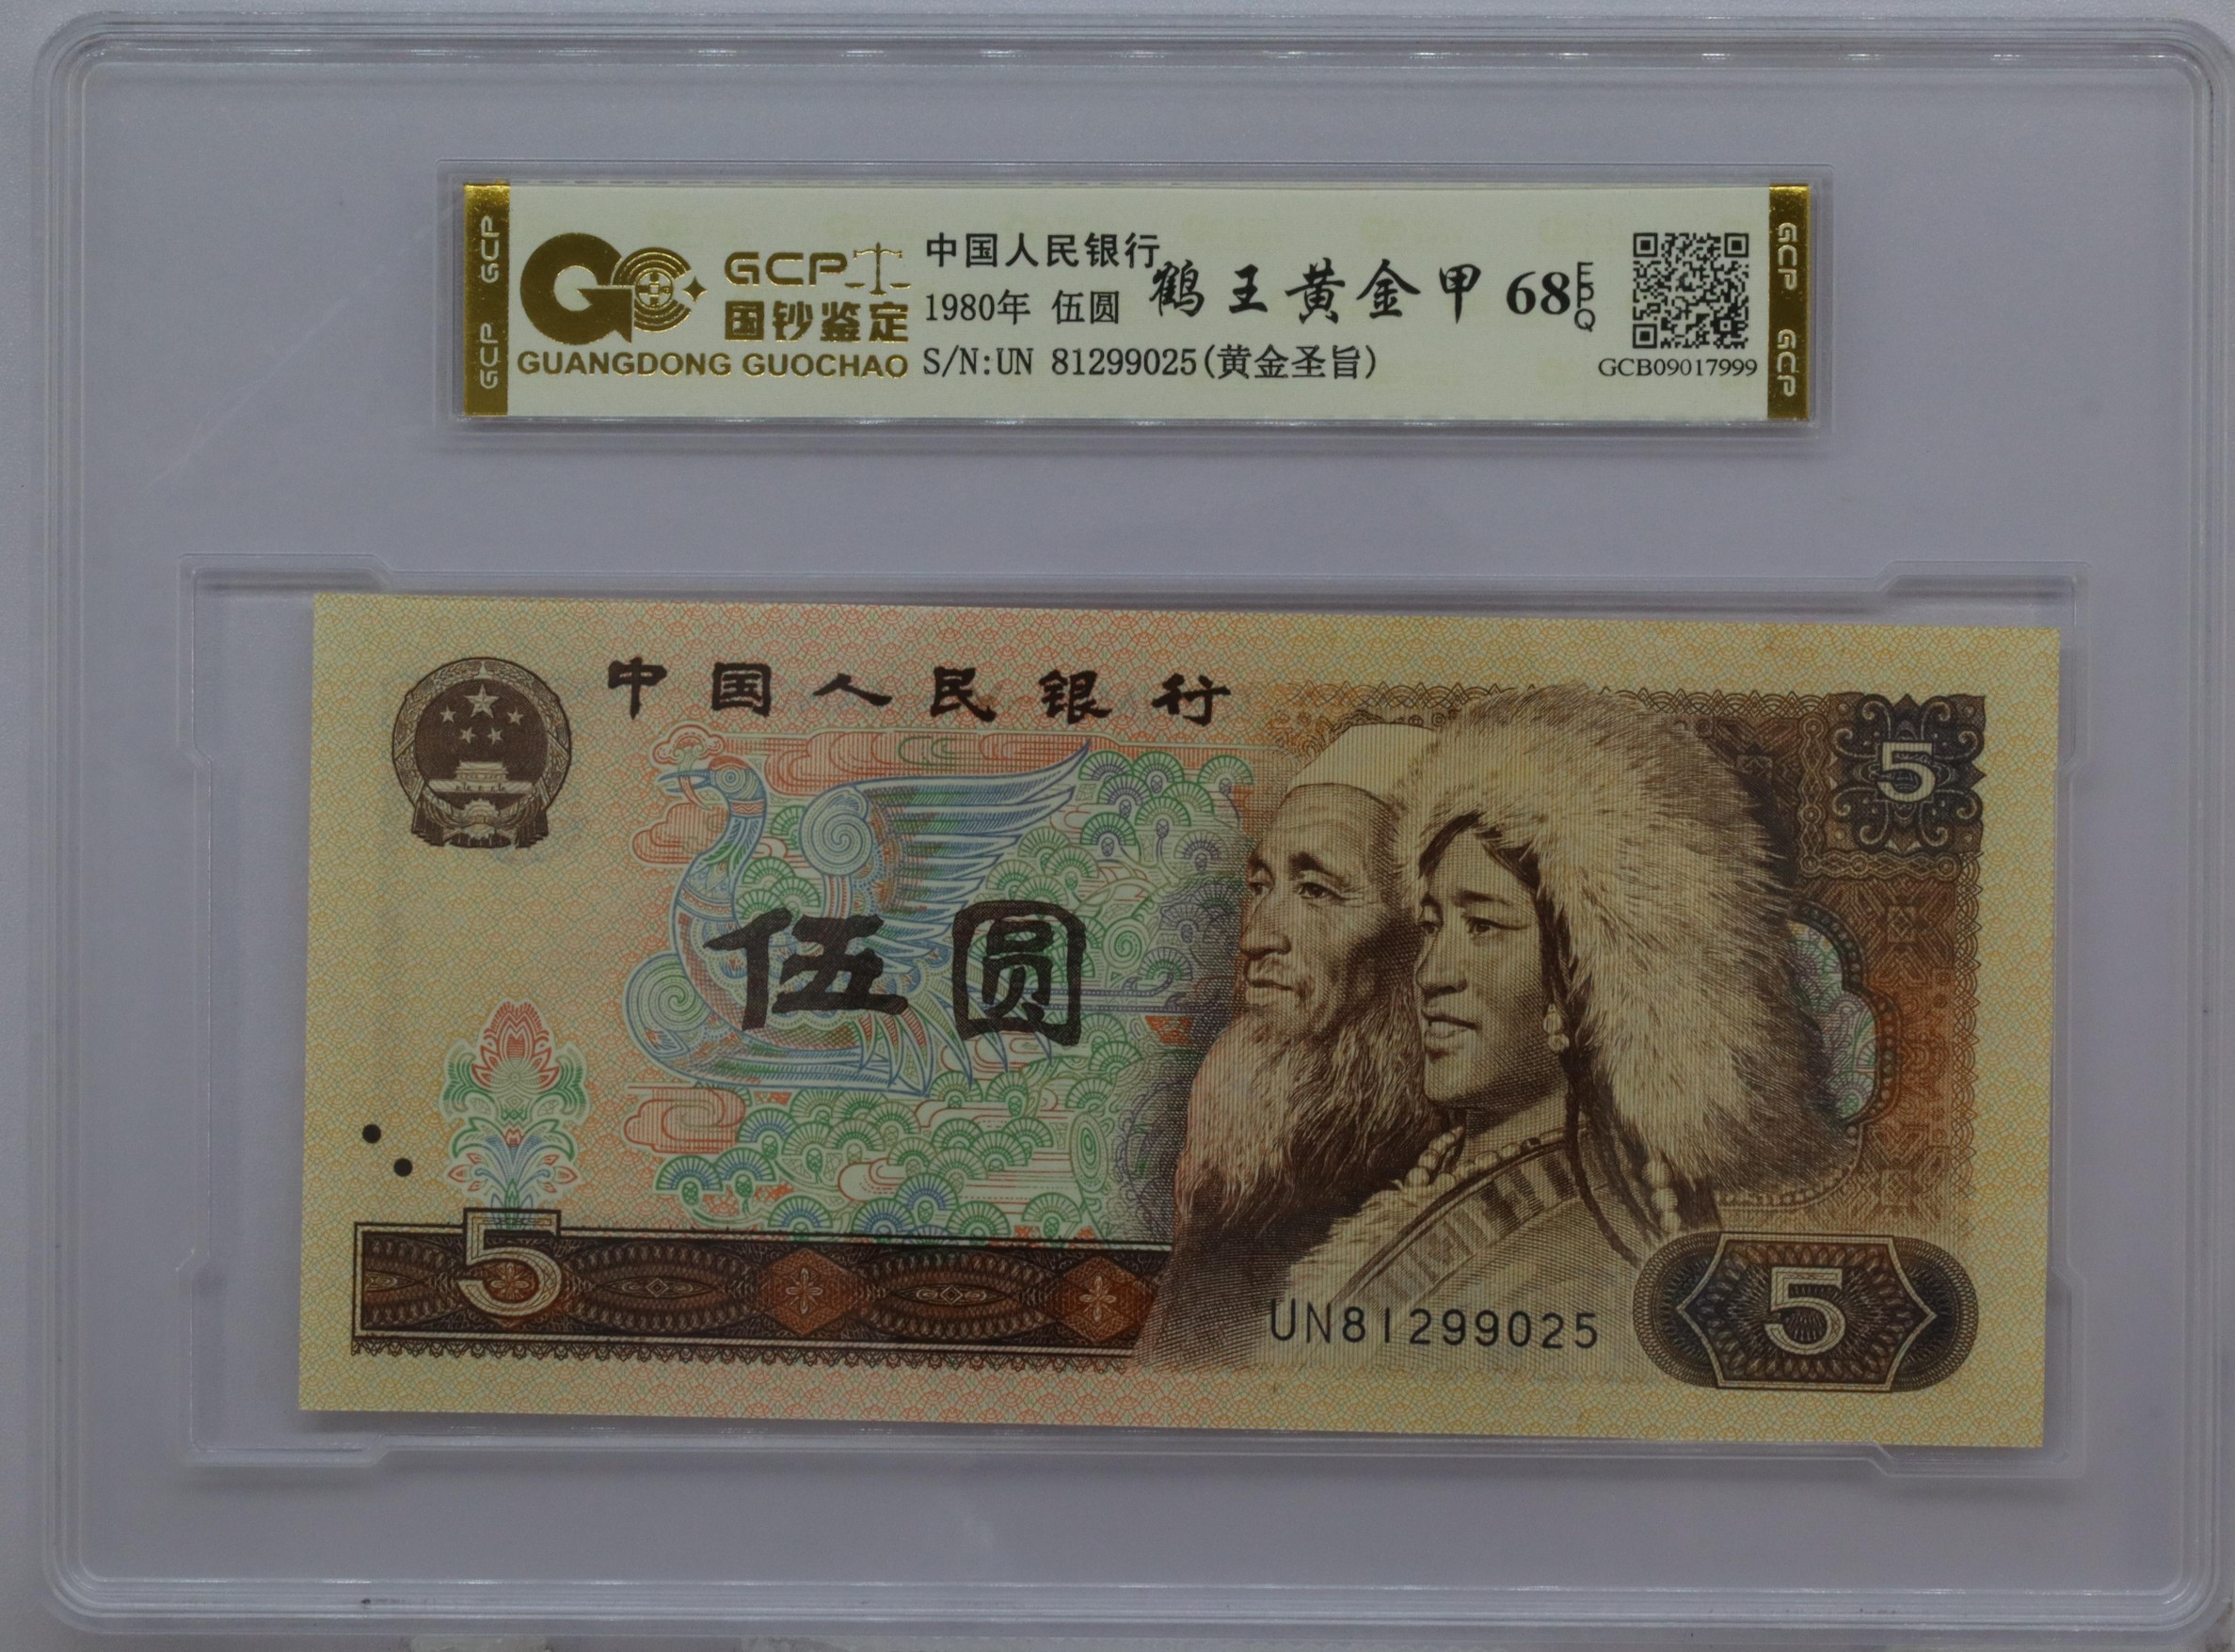 GCP GCP
GCP
国钞鉴定
GUANGDONG GUOCHAO
中国人民银行
1980年 伍圆
S/N:UN 81299025(黄金圣旨)
鹤王黄金甲 68 EPQ
GCB09017999
GCP GCP
中国人民银行
5
伍圆
5
UN81299025
5